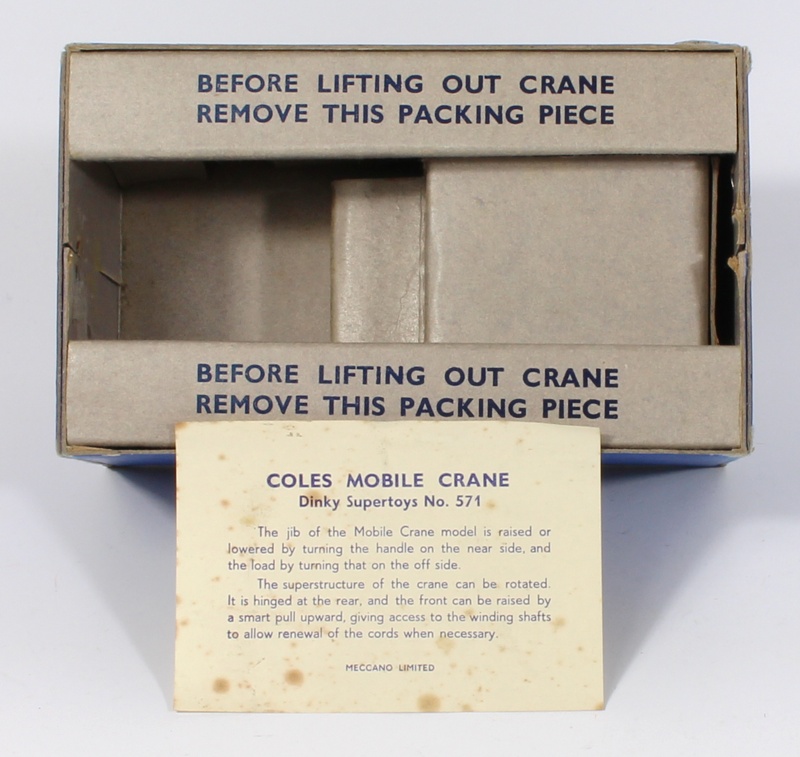 BEFORE LIFTING OUT CRANE
REMOVE THIS PACKING PIECE
BEFORE LIFTING OUT CRANE
REMOVE THIS PACKING PIECE
COLES MOBILE CRANE
Dinky Supertoys No. 571
The jib of the Mobile Crane model is raised or
lowered by turning the handle on the near side, and
the load by turning that on the off side.
The superstructure of the crane can be rotated.
It is hinged at the rear, and the front can be raised by
a smart pull upward, giving access to the winding shafts
to allow renewal of the cords when necessary.
MECCANO LIMITED